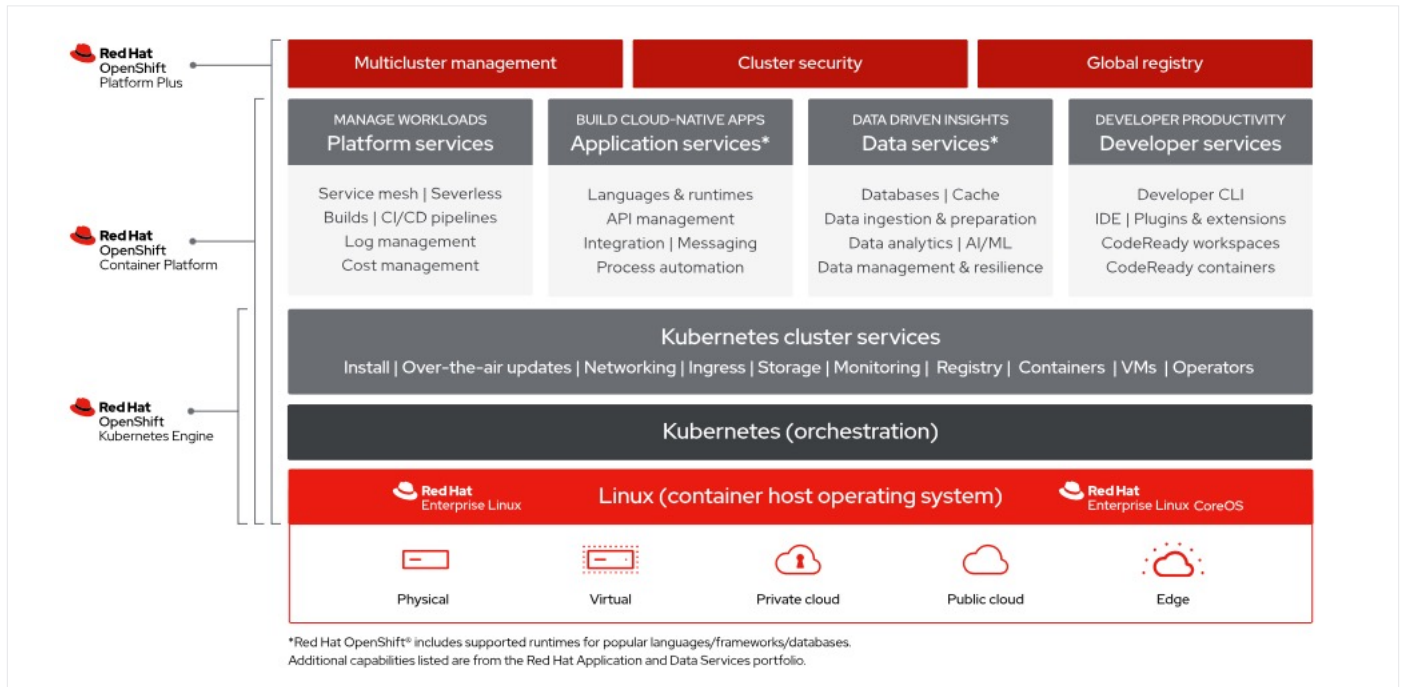 Red Hat
OpenShift
Platform Plus
Multicluster management
Cluster security
Global registry
MANAGE WORKLOADS
Platform services
Service mesh | Severless
Builds | CI/CD pipelines
Log management
Cost management
BUILD CLOUD-NATIVE APPS
Application services*
Languages & runtimes
API management
Integration | Messaging
Process automation
DATA DRIVEN INSIGHTS
Data services*
Databases | Cache
Data ingestion & preparation
Data analytics | AI/ML
Data management & resilience
DEVELOPER PRODUCTIVITY
Developer services
Developer CLI
IDE | Plugins & extensions
CodeReady workspaces
CodeReady containers
Red Hat
OpenShift
Container Platform
Kubernetes cluster services
Install | Over-the-air updates | Networking | Ingress | Storage | Monitoring | Registry | Containers | VMs | Operators
Red Hat
OpenShift
Kubernetes Engine
Kubernetes (orchestration)
Red Hat
Enterprise Linux
Linux (container host operating system)
Red Hat
Enterprise Linux CoreOS
Physical
Virtual
Private cloud
Public cloud
Edge
*Red Hat OpenShift® includes supported runtimes for popular languages/frameworks/databases.
Additional capabilities listed are from the Red Hat Application and Data Services portfolio.